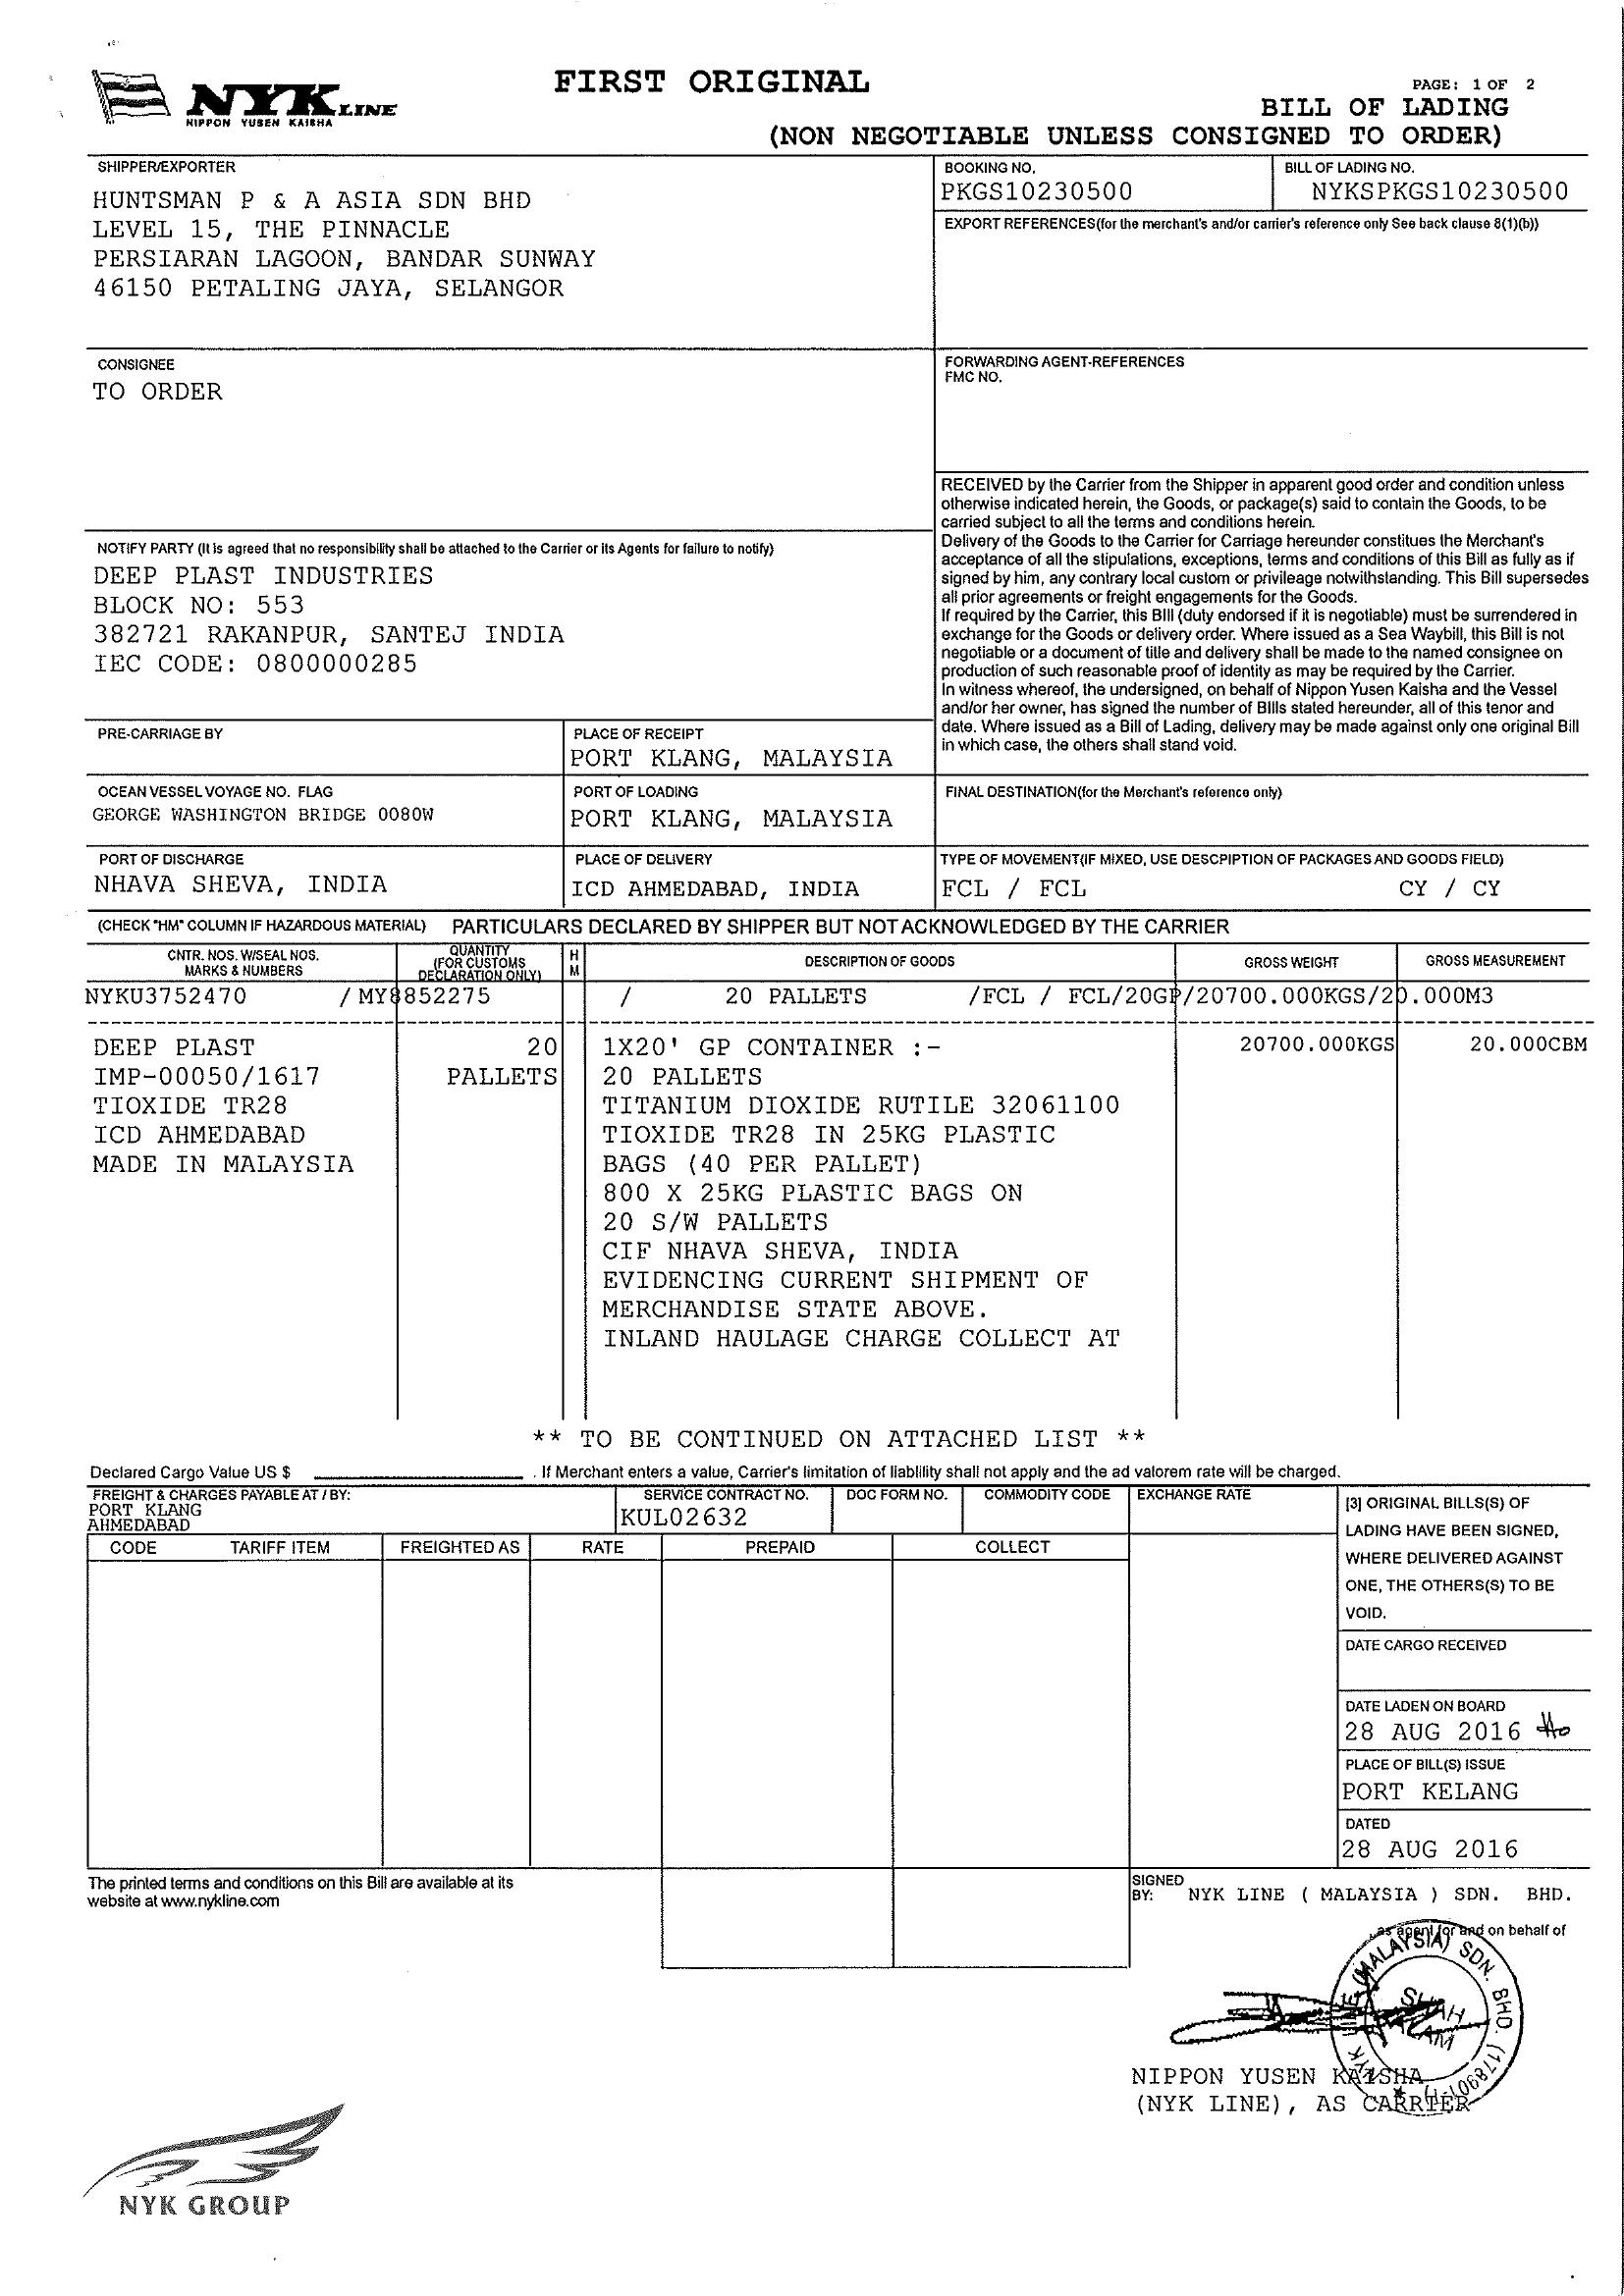 FIRST ORIGINAL
PAGE: 1 OF 2
NYK LINE
NIPPON YUSEN KAISHA
BILL OF LADING
(NON NEGOTIABLE UNLESS CONSIGNED TO ORDER)
SHIPPER/EXPORTER
HUNTSMAN P & A ASIA SDN BHD
LEVEL 15, THE PINNACLE
PERSIARAN LAGOON, BANDAR SUNWAY
46150 PETALING JAYA, SELANGOR
BOOKING NO.
PKGS10230500
BILL OF LADING NO.
NYKSPKGS10230500
EXPORT REFERENCES(for the merchant's and/or carrier's reference only See back clause 8(1)(b))
CONSIGNEE
TO ORDER
FORWARDING AGENT-REFERENCES
FMC NO.
RECEIVED by the Carrier from the Shipper in apparent good order and condition unless
otherwise indicated herein, the Goods, or package(s) said to contain the Goods, to be
carried subject to all the terms and conditions herein.
Delivery of the Goods to the Carrier for Carriage hereunder constitues the Merchant's
acceptance of all the stipulations, exceptions, terms and conditions of this Bill as fully as if
signed by him, any contrary local custom or privileage notwithstanding. This Bill supersedes
all prior agreements or freight engagements for the Goods.
If required by the Carrier, this Bill (duty endorsed if it is negotiable) must be surrendered in
exchange for the Goods or delivery order. Where issued as a Sea Waybill, this Bill is not
negotiable or a document of title and delivery shall be made to the named consignee on
production of such reasonable proof of identity as may be required by the Carrier.
In witness whereof, the undersigned, on behalf of Nippon Yusen Kaisha and the Vessel
and/or her owner, has signed the number of Bills stated hereunder, all of this tenor and
date. Where issued as a Bill of Lading, delivery may be made against only one original Bill
in which case, the others shall stand void.
NOTIFY PARTY (It is agreed that no responsibility shall be attached to the Carrier or its Agents for failure to notify)
DEEP PLAST INDUSTRIES
BLOCK NO: 553
382721 RAKANPUR, SANTEJ INDIA
IEC CODE: 0800000285
PRE-CARRIAGE BY
PLACE OF RECEIPT
PORT KLANG, MALAYSIA
OCEAN VESSEL VOYAGE NO. FLAG
GEORGE WASHINGTON BRIDGE 0080W
PORT OF LOADING
PORT KLANG, MALAYSIA
FINAL DESTINATION(for the Merchant's reference only)
PORT OF DISCHARGE
NHAVA SHEVA, INDIA
PLACE OF DELIVERY
ICD AHMEDABAD, INDIA
TYPE OF MOVEMENT(IF MIXED, USE DESCPIPTION OF PACKAGES AND GOODS FIELD)
FCL / FCL CY / CY
(CHECK "HM" COLUMN IF HAZARDOUS MATERIAL) PARTICULARS DECLARED BY SHIPPER BUT NOT ACKNOWLEDGED BY THE CARRIER
CNTR. NOS. W/SEAL NOS.
MARKS & NUMBERS
QUANTITY
(FOR CUSTOMS
DECLARATION ONLY)
H
M
DESCRIPTION OF GOODS
GROSS WEIGHT
GROSS MEASUREMENT
NYKU3752470 / MY8852275 / 20 PALLETS /FCL / FCL/20GP/20700.000KGS/20.000M3
DEEP PLAST 20 1X20' GP CONTAINER :- 20700.000KGS 20.000CBM
IMP-00050/1617 PALLETS 20 PALLETS
TIOXIDE TR28 TITANIUM DIOXIDE RUTILE 32061100
ICD AHMEDABAD TIOXIDE TR28 IN 25KG PLASTIC
MADE IN MALAYSIA BAGS (40 PER PALLET)
800 X 25KG PLASTIC BAGS ON
20 S/W PALLETS
CIF NHAVA SHEVA, INDIA
EVIDENCING CURRENT SHIPMENT OF
MERCHANDISE STATE ABOVE.
INLAND HAULAGE CHARGE COLLECT AT
** TO BE CONTINUED ON ATTACHED LIST **
Declared Cargo Value US $ . If Merchant enters a value, Carrier's limitation of liability shall not apply and the ad valorem rate will be charged.
FREIGHT & CHARGES PAYABLE AT / BY:
PORT KLANG
AHMEDABAD
SERVICE CONTRACT NO.
KUL02632
DOC FORM NO.
COMMODITY CODE
EXCHANGE RATE
CODE TARIFF ITEM FREIGHTED AS RATE PREPAID COLLECT
[3] ORIGINAL BILLS(S) OF
LADING HAVE BEEN SIGNED,
WHERE DELIVERED AGAINST
ONE, THE OTHERS(S) TO BE
VOID.
DATE CARGO RECEIVED
DATE LADEN ON BOARD
28 AUG 2016
PLACE OF BILL(S) ISSUE
PORT KELANG
DATED
28 AUG 2016
The printed terms and conditions on this Bill are available at its
website at www.nykline.com
SIGNED
BY: NYK LINE ( MALAYSIA ) SDN. BHD.
as agent for and on behalf of
NYK LINE (MALAYSIA) SDN. BHD.
SHAH
ALAM
NIPPON YUSEN KAISHA
(NYK LINE), AS CARRIER
NYK GROUP